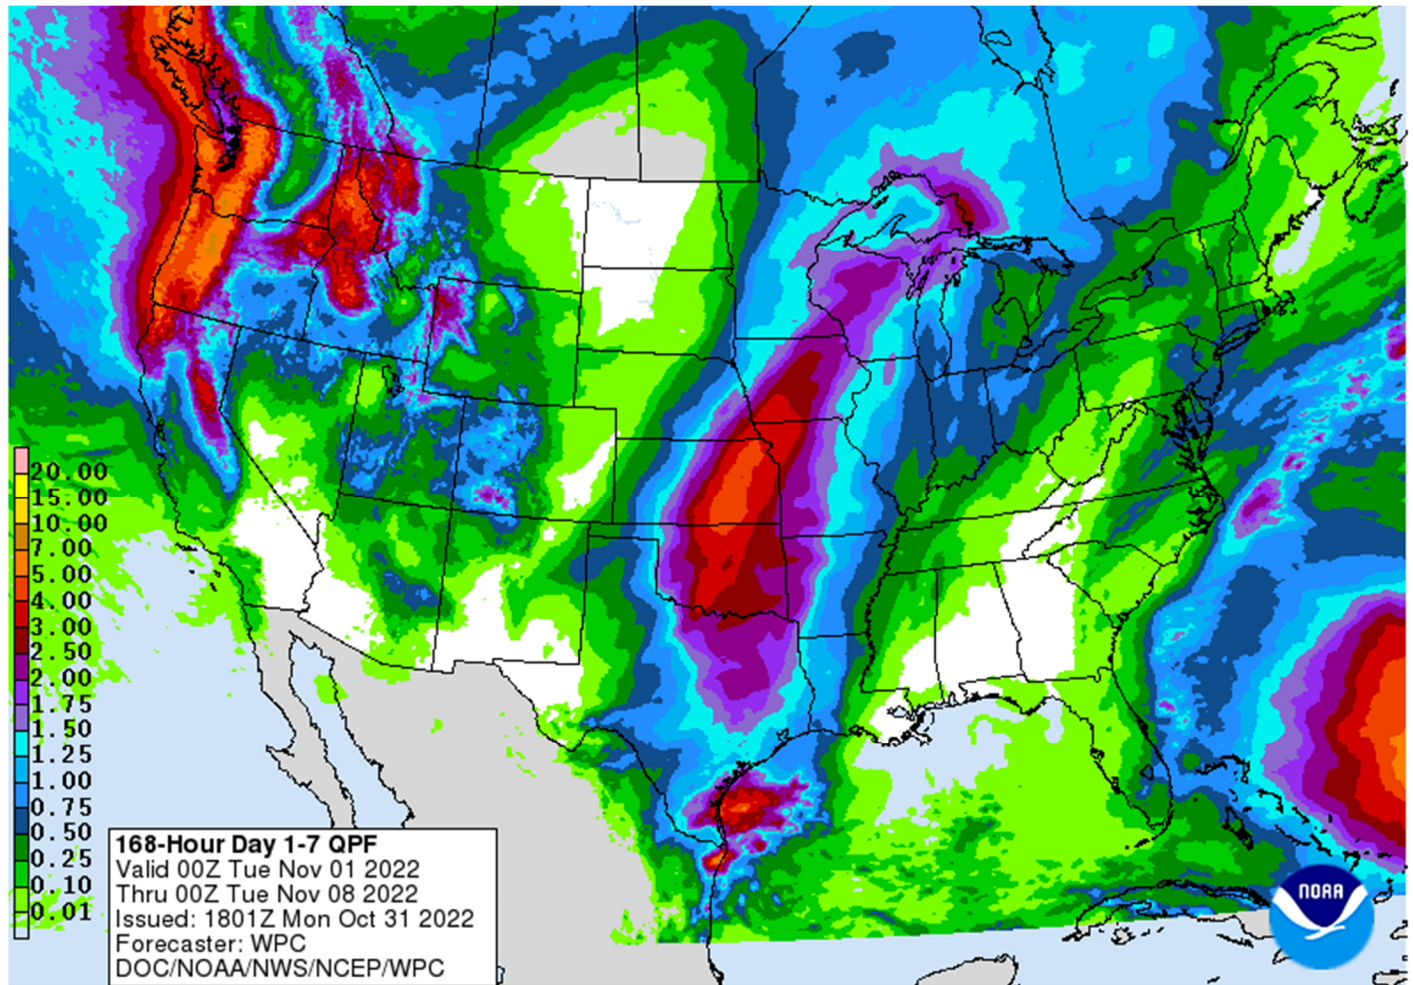 20.00
15.00
10.00
7.00
5.00
4.00
3.00
2.50
2.00
1.75
1.50
1.25
1.00
0.75
0.50
0.25
0.10
0.01
168-Hour Day 1-7 QPF
Valid 00Z Tue Nov 01 2022
Thru 00Z Tue Nov 08 2022
Issued: 1801Z Mon Oct 31 2022
Forecaster: WPC
DOC/NOAA/NWS/NCEP/WPC
NOAA